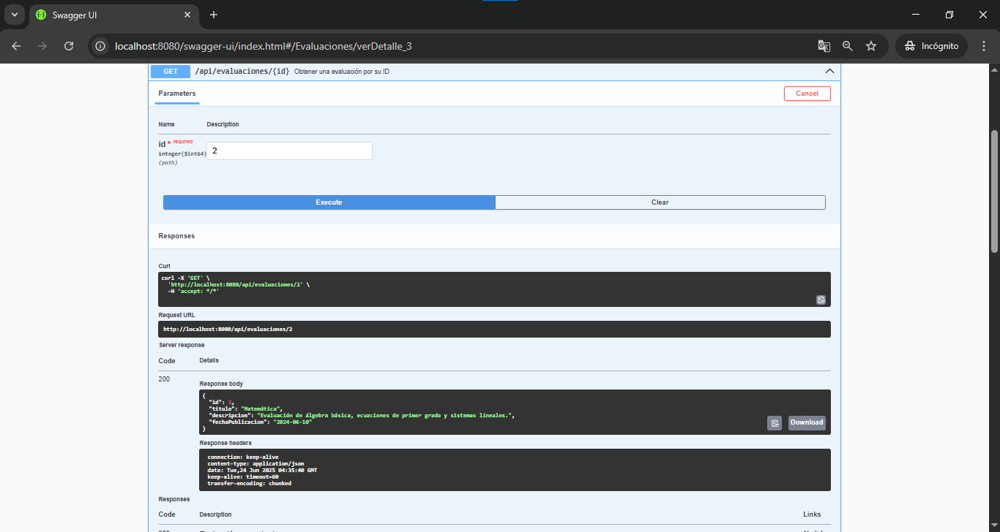 Swagger UI
localhost:8080/swagger-ui/index.html#/Evaluaciones/verDetalle_3
Incógnito
GET /api/evaluaciones/{id} Obtener una evaluación por su ID
Parameters
Cancel
Name Description
id * required
integer($int64)
(path)
2
Execute Clear
Responses
Curl
curl -X 'GET' \
'http://localhost:8080/api/evaluaciones/2' \
-H 'accept: */*'
Request URL
http://localhost:8080/api/evaluaciones/2
Server response
Code Details
200
Response body
{
"id": 2,
"titulo": "Matemática",
"descripcion": "Evaluación de álgebra básica, ecuaciones de primer grado y sistemas lineales.",
"fechaPublicacion": "2024-06-10"
}
Download
Response headers
connection: keep-alive
content-type: application/json
date: Tue,24 Jun 2025 04:35:40 GMT
keep-alive: timeout=60
transfer-encoding: chunked
Responses
Code Description Links